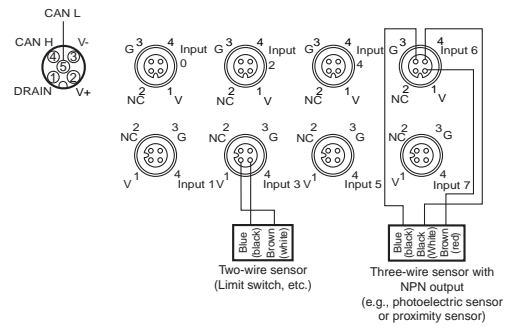 CAN L
CAN H
V-
4
3
5
1
2
DRAIN
V+
G
3
4
Input
0
2
NC
1
V
G
3
4
Input
2
2
NC
1
V
G
3
4
Input
4
2
NC
1
V
G
3
4
Input 6
2
NC
1
V
NC
2
3
G
V
1
4
Input 1
NC
2
3
G
V
1
4
Input 3
NC
2
3
G
V
1
4
Input 5
NC
2
3
G
V
1
4
Input 7
Blue
(black)
Brown
(white)
Blue
(black)
Black
(White)
Brown
(red)
Two-wire sensor
(Limit switch, etc.)
Three-wire sensor with
NPN output
(e.g., photoelectric sensor
or proximity sensor)